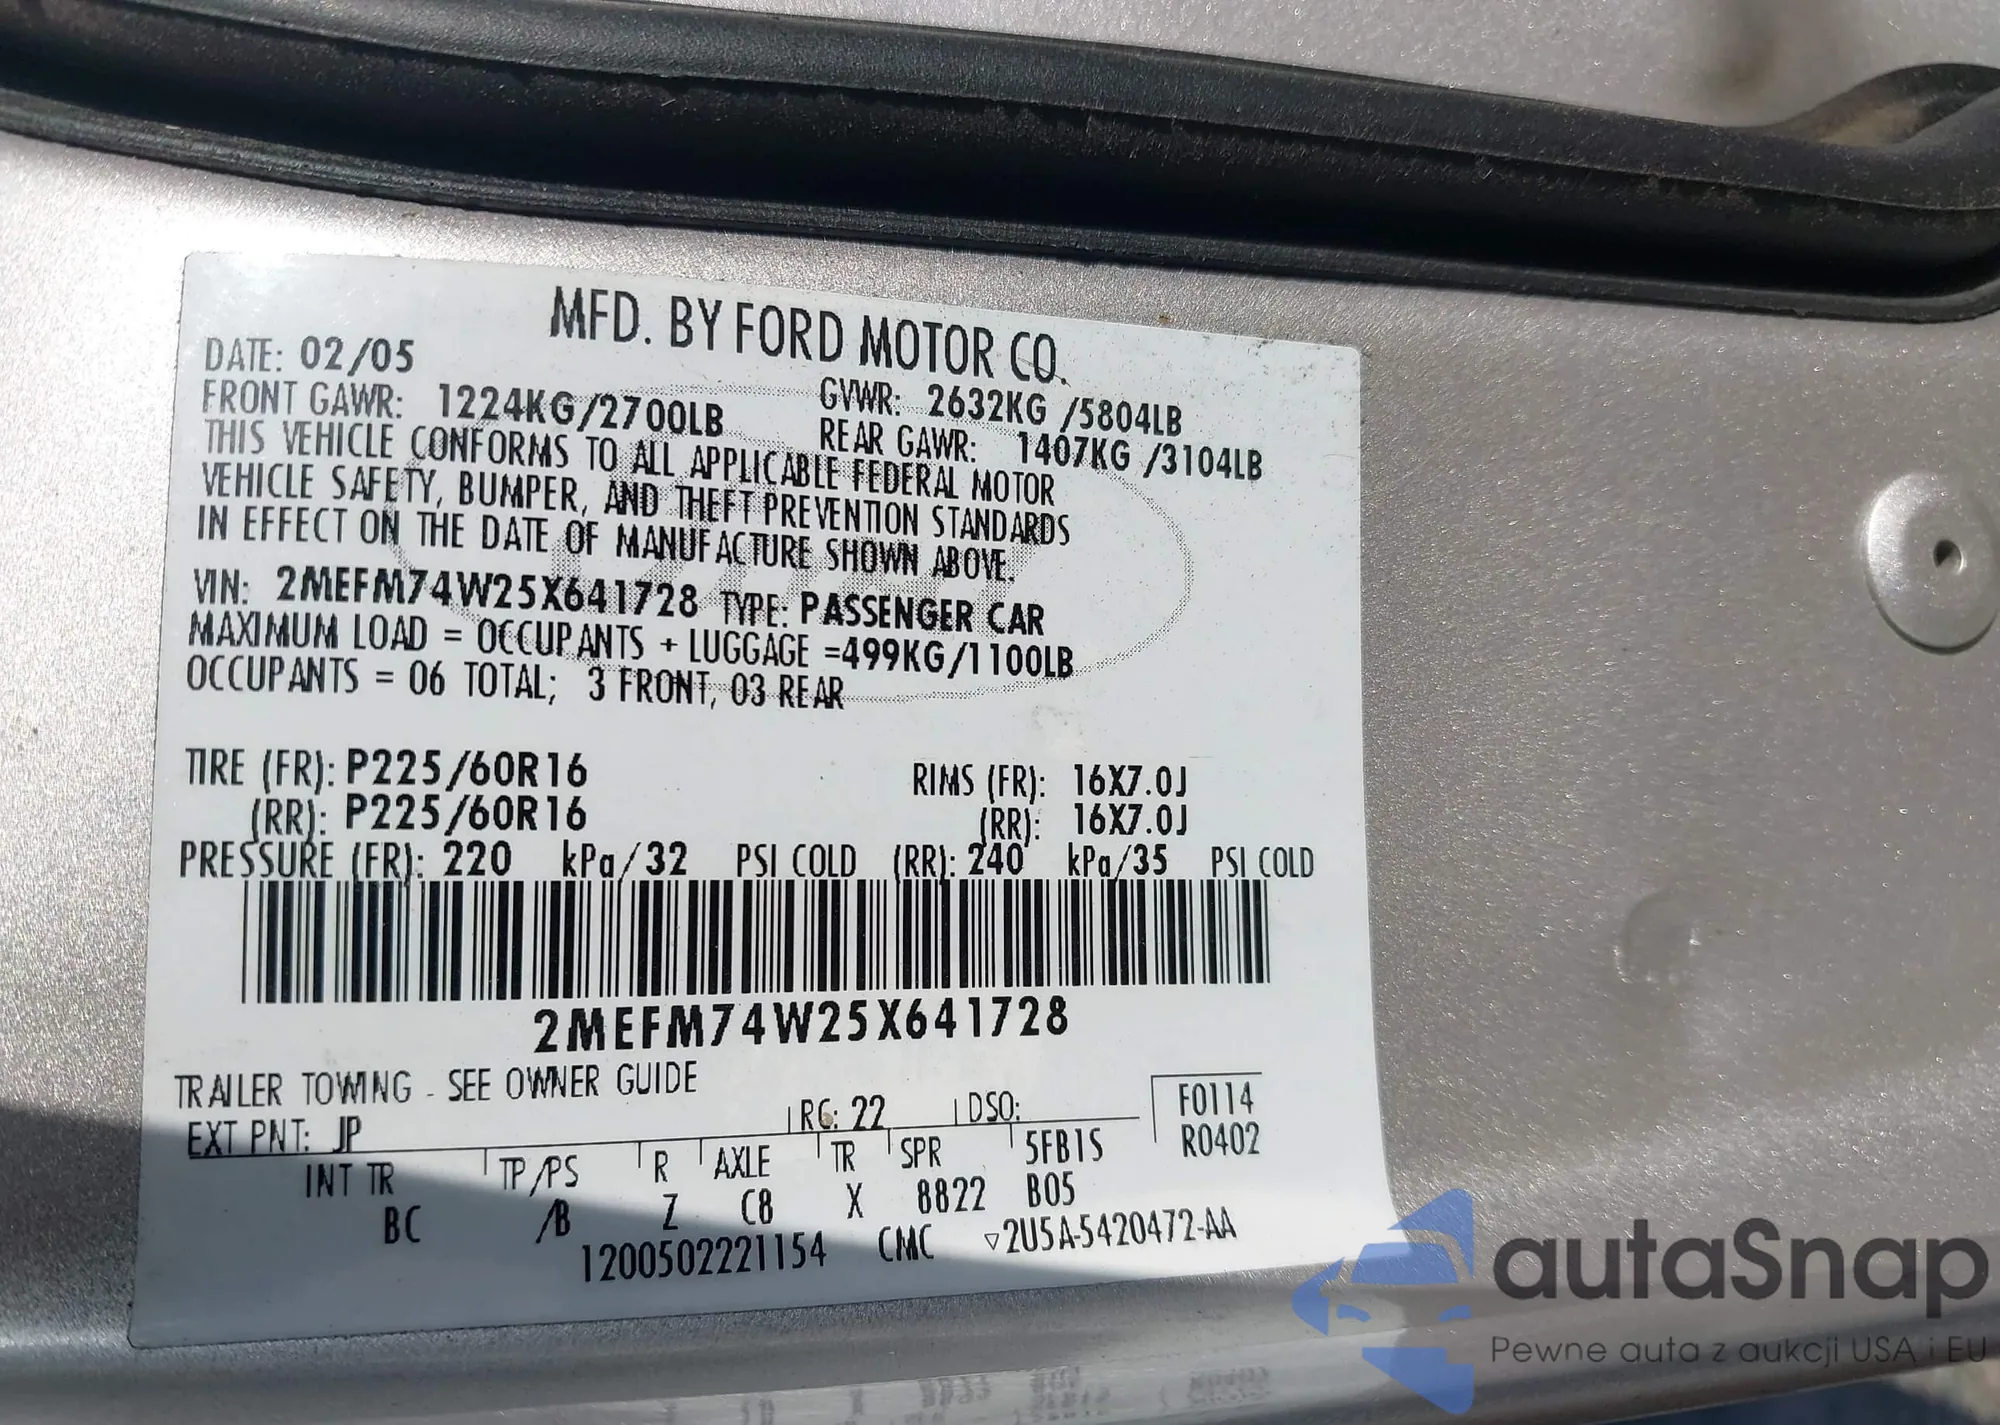 MFD. BY FORD MOTOR CO.
DATE: 02/05
GVWR: 2632KG /5804LB
FRONT GAWR: 1224KG/2700LB
REAR GAWR: 1407KG /3104LB
THIS VEHICLE CONFORMS TO ALL APPLICABLE FEDERAL MOTOR
VEHICLE SAFETY, BUMPER, AND THEFT PREVENTION STANDARDS
IN EFFECT ON THE DATE OF MANUFACTURE SHOWN ABOVE.
VIN: 2MEFM74W25X641728 TYPE: PASSENGER CAR
MAXIMUM LOAD = OCCUPANTS + LUGGAGE =499KG/1100LB
OCCUPANTS = 06 TOTAL; 3 FRONT, 03 REAR
TIRE (FR): P225/60R16 RIMS (FR): 16X7.0J
(RR): P225/60R16 (RR): 16X7.0J
PRESSURE (FR): 220 kPa/32 PSI COLD (RR): 240 kPa/35 PSI COLD
2MEFM74W25X641728
TRAILER TOWING - SEE OWNER GUIDE
EXT PNT: JP RC: 22 DSO: F0114
R0402
INT TR TP/PS R AXLE TR SPR 5FB1S
BC /B Z C8 X 8822 B05
1200502221154 CMC ▽2U5A-5420472-AA
autaSnap
Pewne auta z aukcji USA i EU